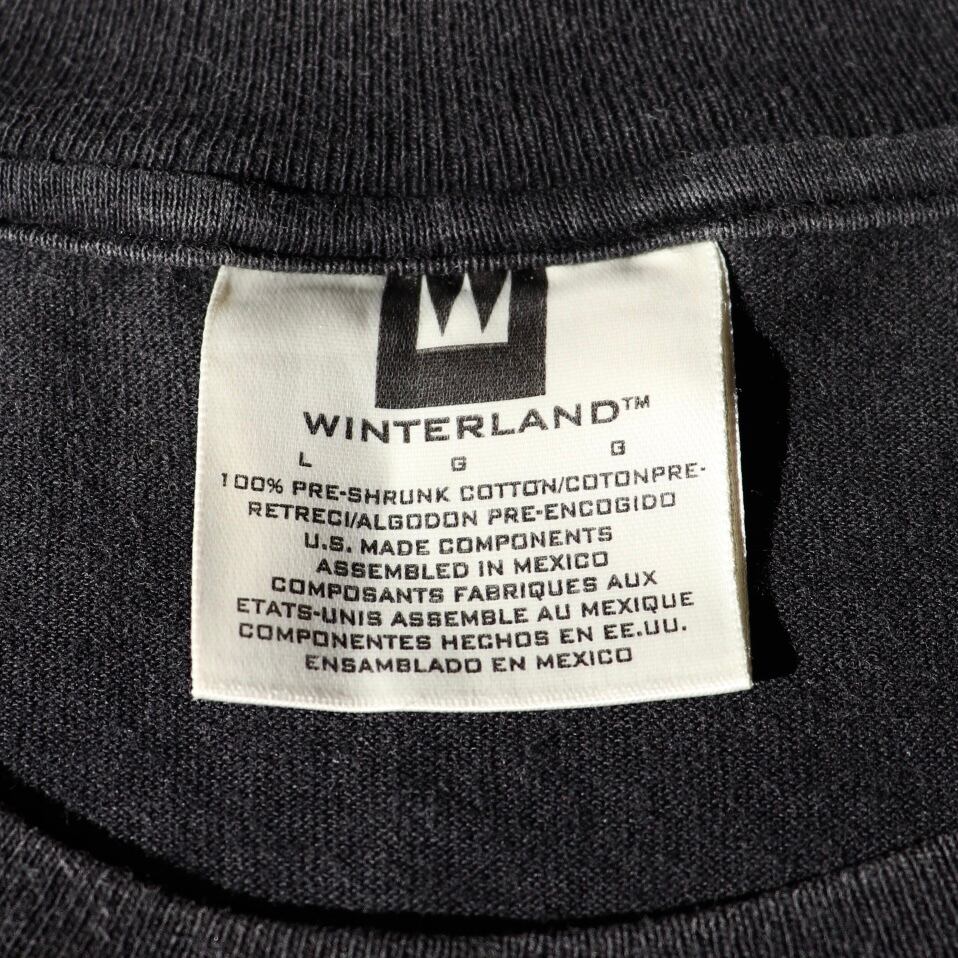 W
WINTERLAND™
L G G
100% PRE-SHRUNK COTTON/COTONPRE-
RETRECI/ALGODON PRE-ENCOGIDO
U.S. MADE COMPONENTS
ASSEMBLED IN MEXICO
COMPOSANTS FABRIQUES AUX
ETATS-UNIS ASSEMBLE AU MEXIQUE
COMPONENTES HECHOS EN EE.UU.
ENSAMBLADO EN MEXICO